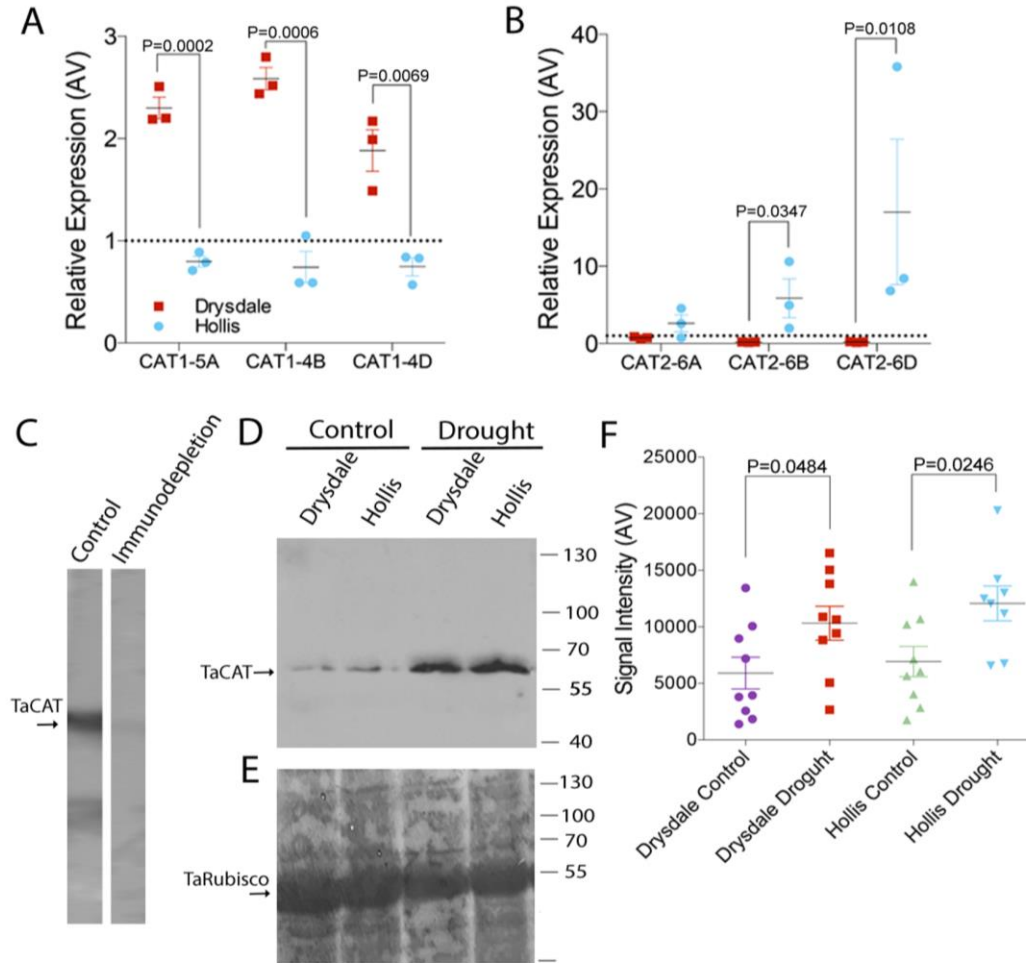 A
Relative Expression (AV)
3
2
1
0
P=0.0002
P=0.0006
P=0.0069
Drysdale
Hollis
CAT1-5A CAT1-4B CAT1-4D
B
Relative Expression (AV)
40
30
20
10
0
P=0.0108
P=0.0347
CAT2-6A CAT2-6B CAT2-6D
C
Control
Immunodepletion
TaCAT
D
Control Drought
Drysdale
Hollis
Drysdale
Hollis
130
100
70
55
40
TaCAT
E
130
100
70
55
TaRubisco
F
Signal Intensity (AV)
25000
20000
15000
10000
5000
0
P=0.0484
P=0.0246
Drysdale Control
Drysdale Droguht
Hollis Control
Hollis Drought